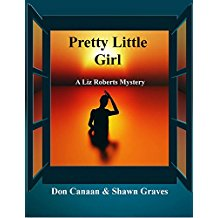 Pretty Little
Girl
A Liz Roberts Mystery
Don Canaan & Shawn Graves